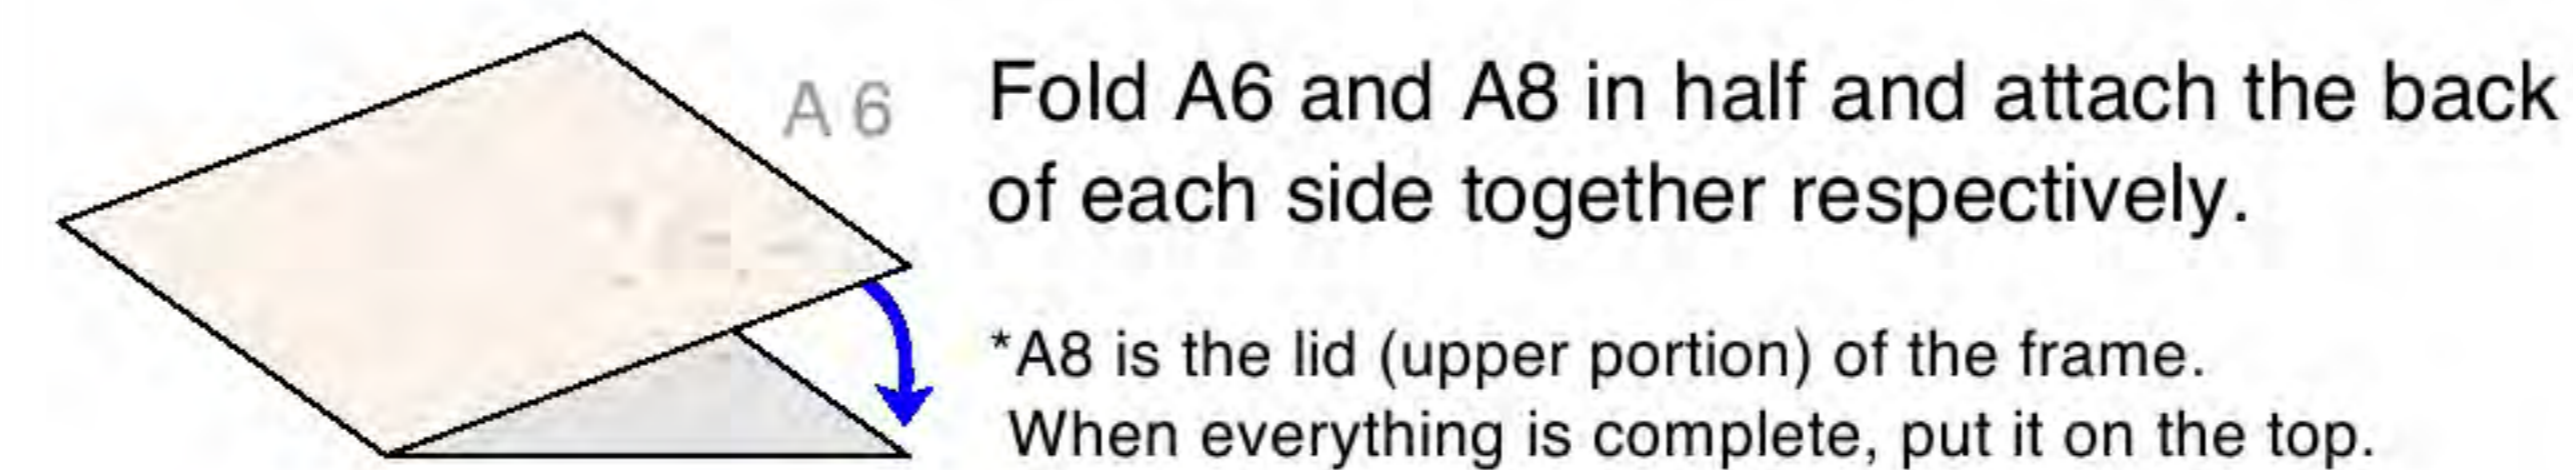 A 6
Fold A6 and A8 in half and attach the back
of each side together respectively.
*A8 is the lid (upper portion) of the frame.
When everything is complete, put it on the top.